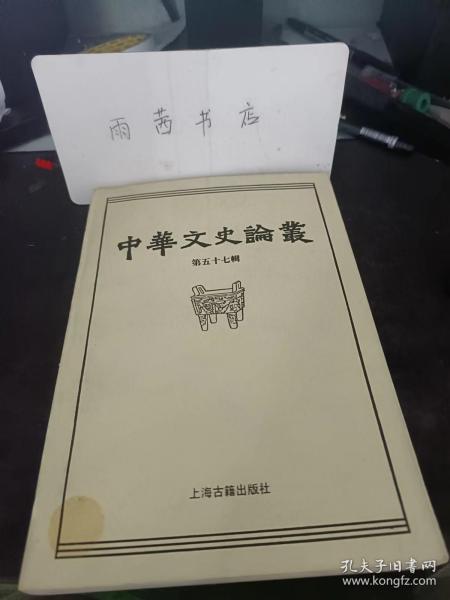 雨茜书店
中華文史論叢
第五十七輯
上海古籍出版社
孔夫子旧书网
www.kongfz.com